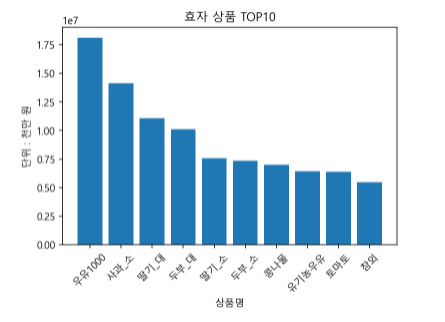 효자 상품 TOP10
1e7
1.75
1.50
1.25
1.00
0.75
0.50
0.25
0.00
단위 : 천만 원
우유1000
사과_소
딸기_대
두부_대
딸기_소
두부_소
콩나물
유기농우유
토마토
참외
상품명